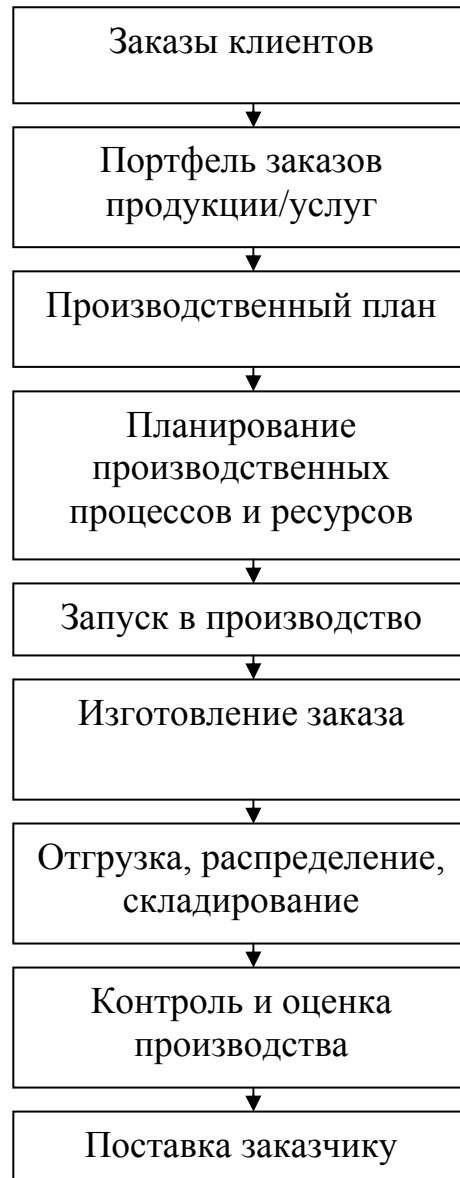 Заказы клиентов
Портфель заказов
продукции/услуг
Производственный план
Планирование
производственных
процессов и ресурсов
Запуск в производство
Изготовление заказа
Отгрузка, распределение,
складирование
Контроль и оценка
производства
Поставка заказчику